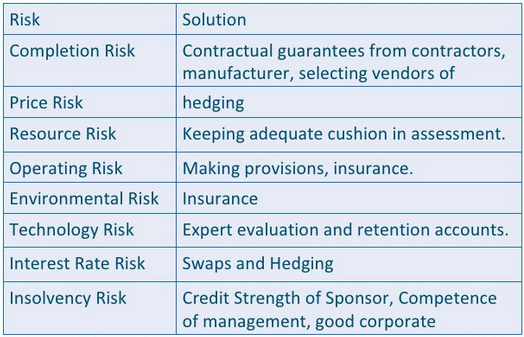 Risk Solution
Completion Risk Contractual guarantees from contractors,
manufacturer, selecting vendors of
Price Risk hedging
Resource Risk Keeping adequate cushion in assessment.
Operating Risk Making provisions, insurance.
Environmental Risk Insurance
Technology Risk Expert evaluation and retention accounts.
Interest Rate Risk Swaps and Hedging
Insolvency Risk Credit Strength of Sponsor, Competence
of management, good corporate